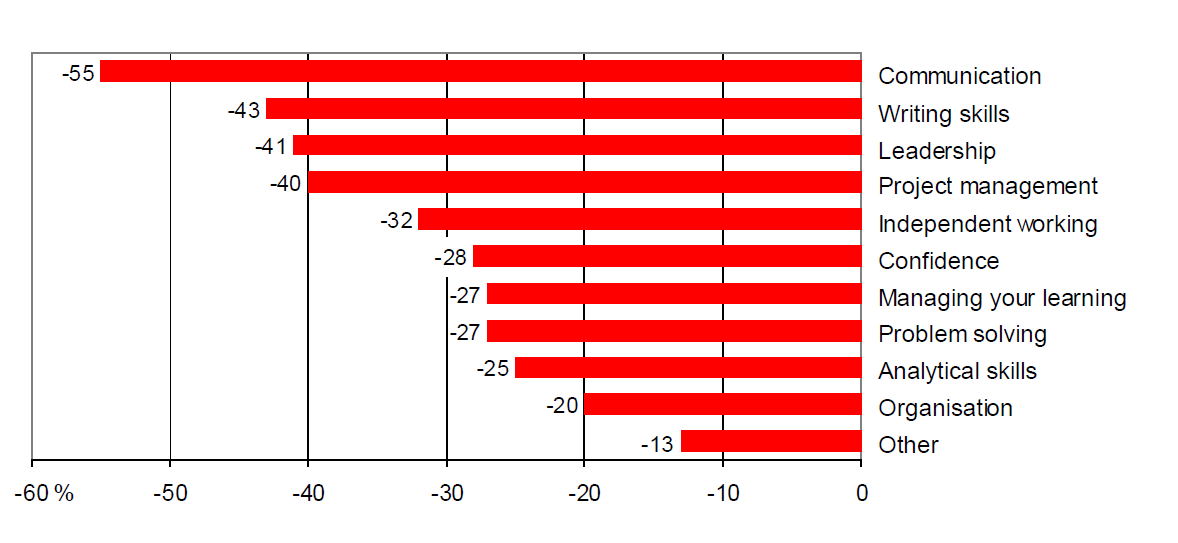 -55 Communication
-43 Writing skills
-41 Leadership
-40 Project management
-32 Independent working
-28 Confidence
-27 Managing your learning
-27 Problem solving
-25 Analytical skills
-20 Organisation
-13 Other
-60 % -50 -40 -30 -20 -10 0